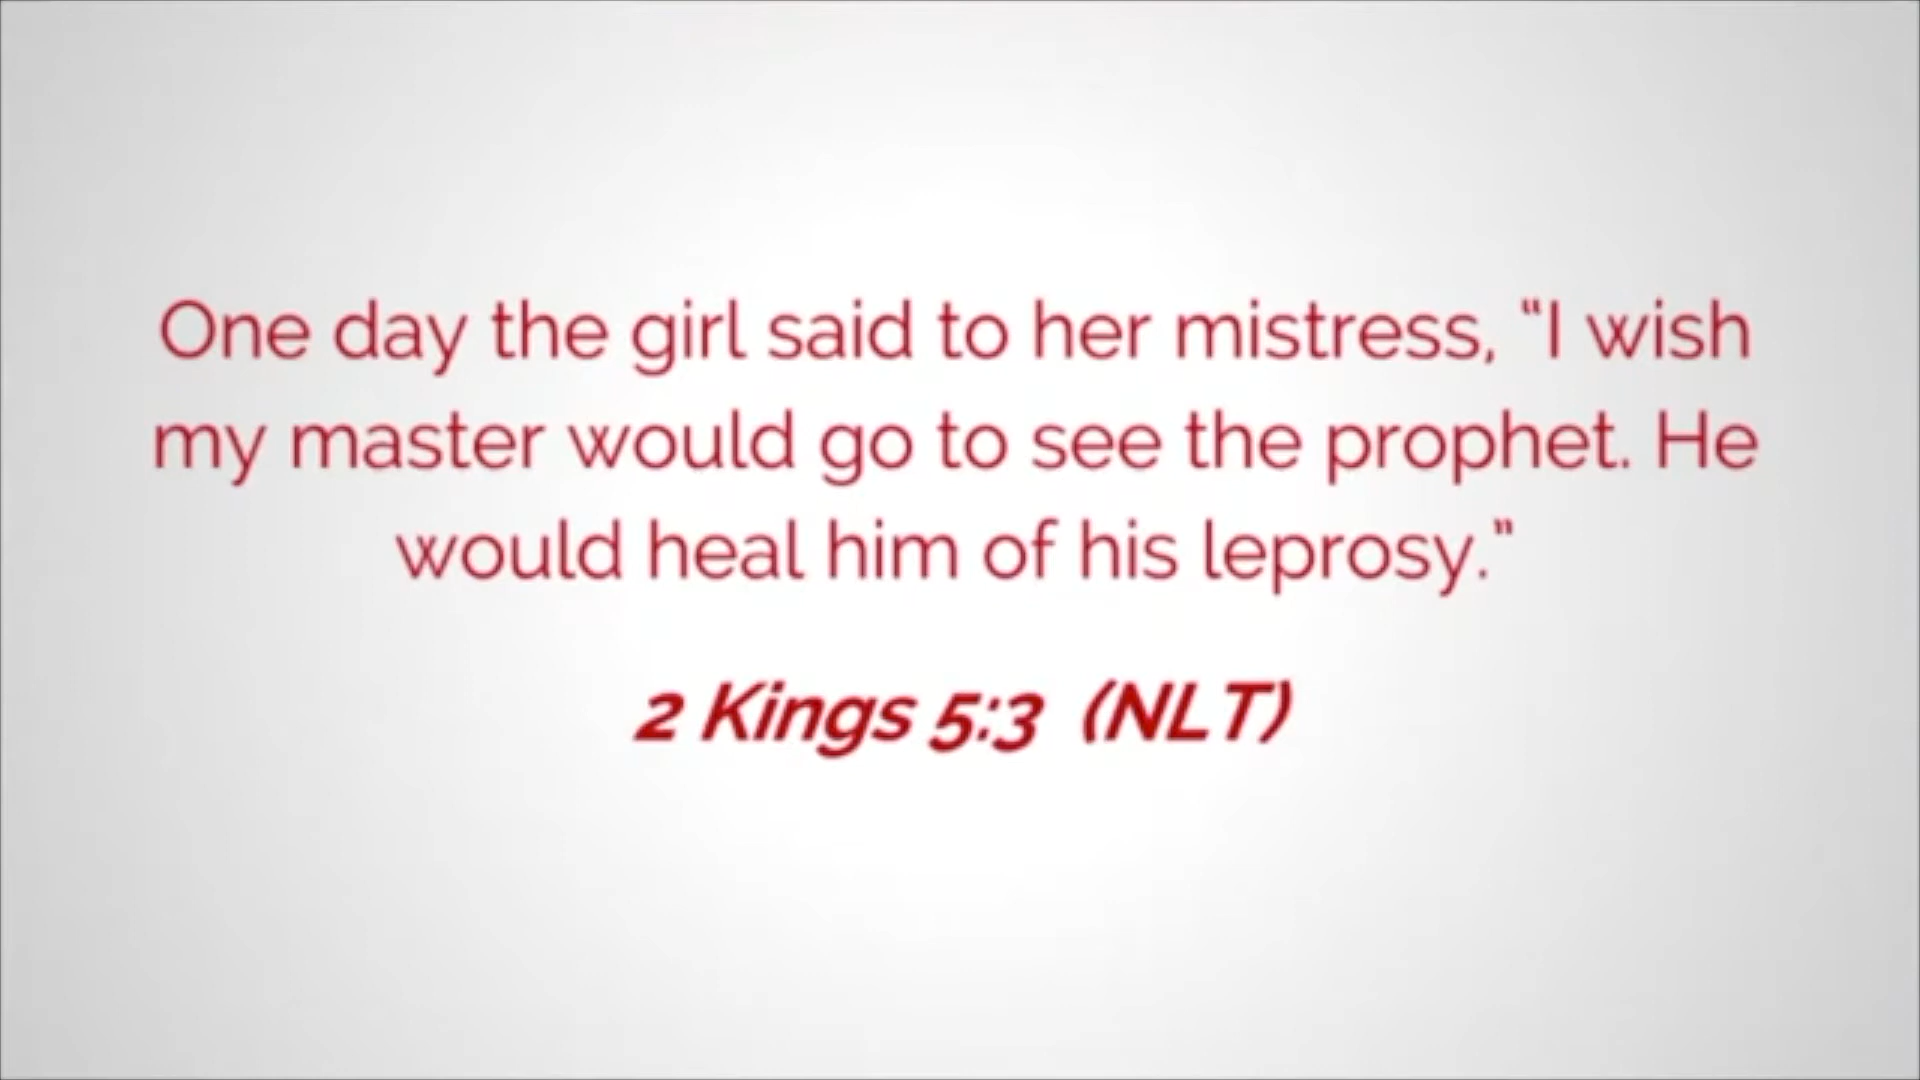 One day the girl said to her mistress, “I wish
my master would go to see the prophet. He
would heal him of his leprosy.”
2 Kings 5:3 (NLT)